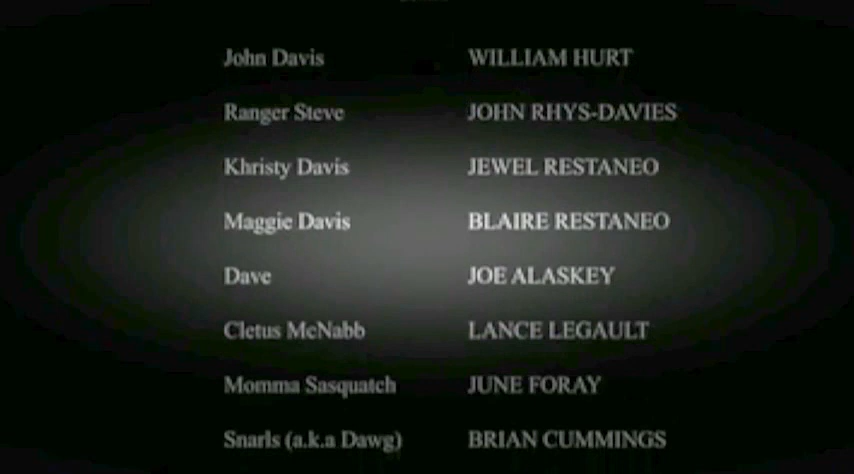 John Davis WILLIAM HURT
Ranger Steve JOHN RHYS-DAVIES
Khristy Davis JEWEL RESTANEO
Maggie Davis BLAIRE RESTANEO
Dave JOE ALASKEY
Cletus McNabb LANCE LEGAULT
Momma Sasquatch JUNE FORAY
Snarls (a.k.a Dawg) BRIAN CUMMINGS